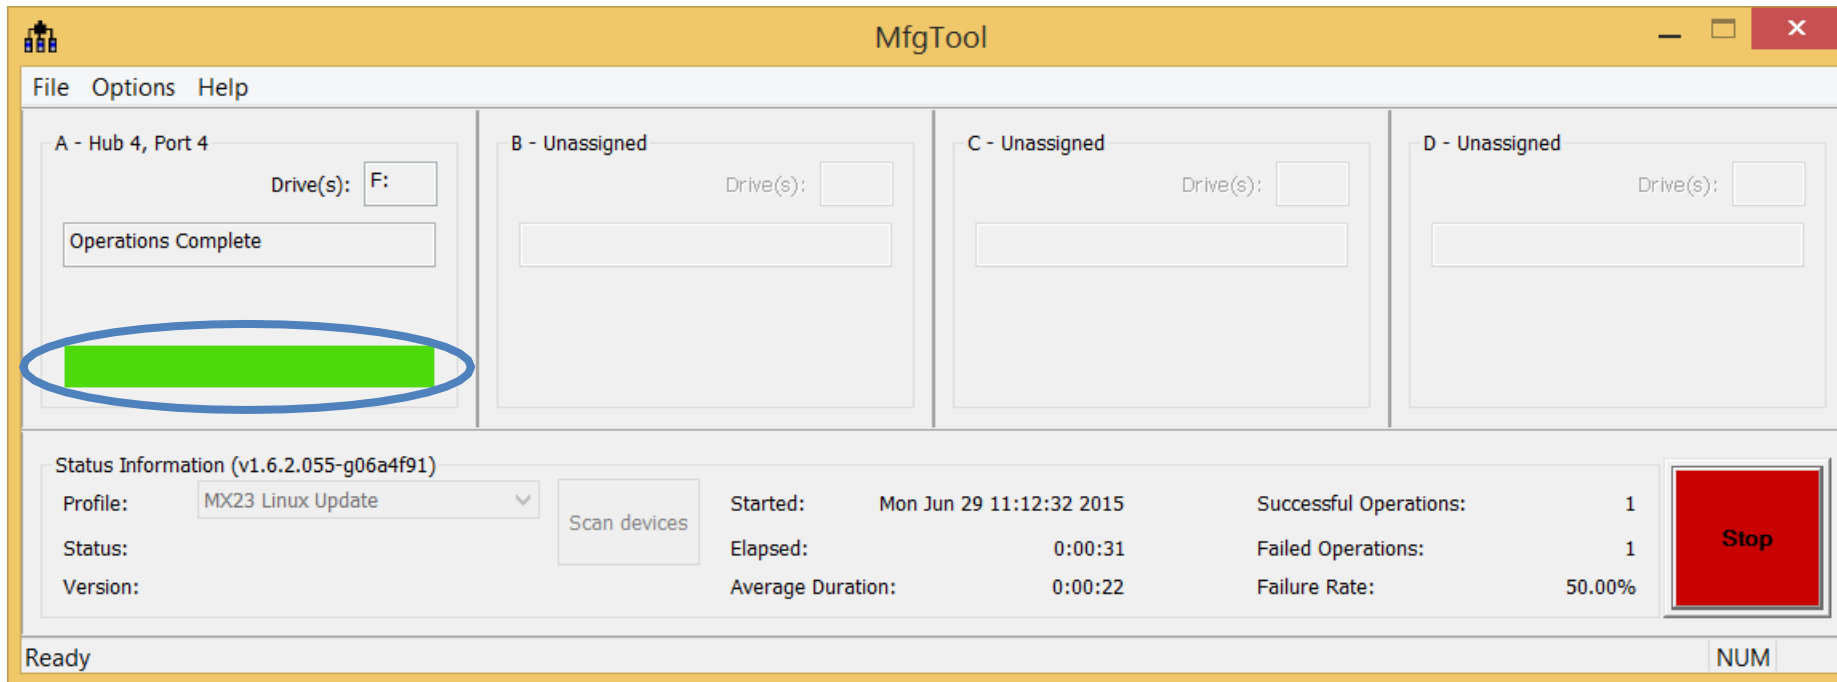 MfgTool
File Options Help
A - Hub 4, Port 4
Drive(s): F:
Operations Complete
B - Unassigned
Drive(s):
C - Unassigned
Drive(s):
D - Unassigned
Drive(s):
Status Information (v1.6.2.055-g06a4f91)
Profile: MX23 Linux Update
Status:
Version:
Scan devices
Started: Mon Jun 29 11:12:32 2015
Elapsed: 0:00:31
Average Duration: 0:00:22
Successful Operations: 1
Failed Operations: 1
Failure Rate: 50.00%
Stop
Ready
NUM